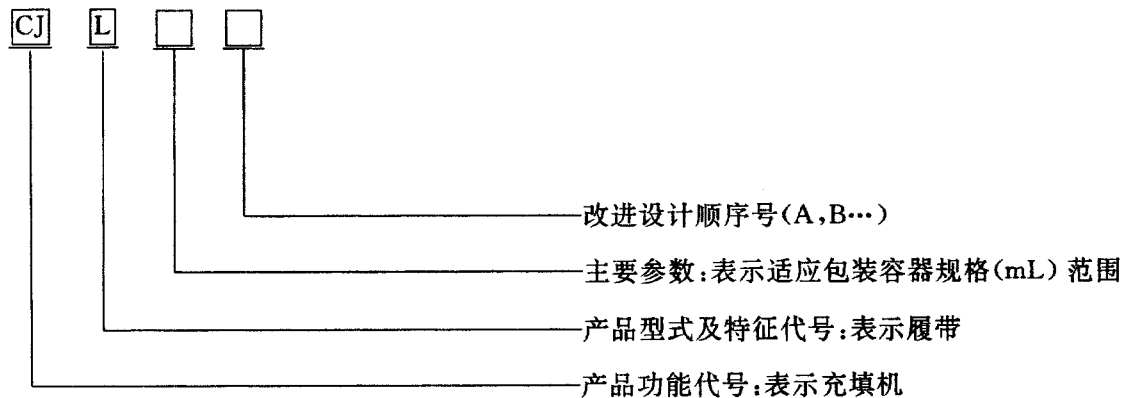 CJ L
改进设计顺序号(A,B…)
主要参数:表示适应包装容器规格(mL)范围
产品型式及特征代号:表示履带
产品功能代号:表示充填机